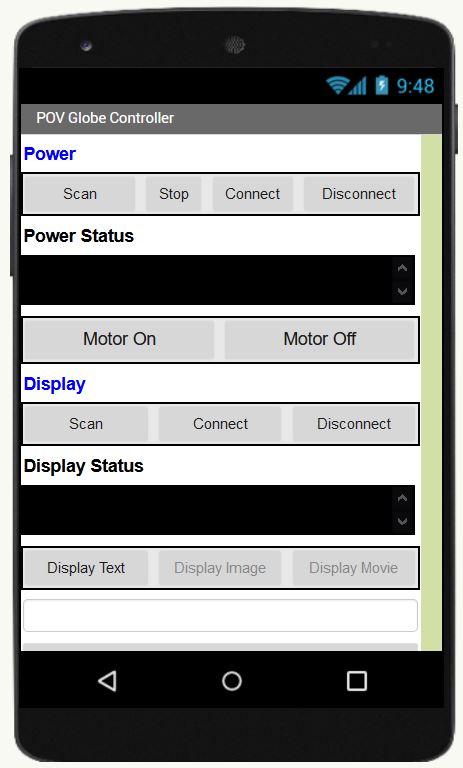 9:48
POV Globe Controller
Power
Scan Stop Connect Disconnect
Power Status
Motor On Motor Off
Display
Scan Connect Disconnect
Display Status
Display Text Display Image Display Movie